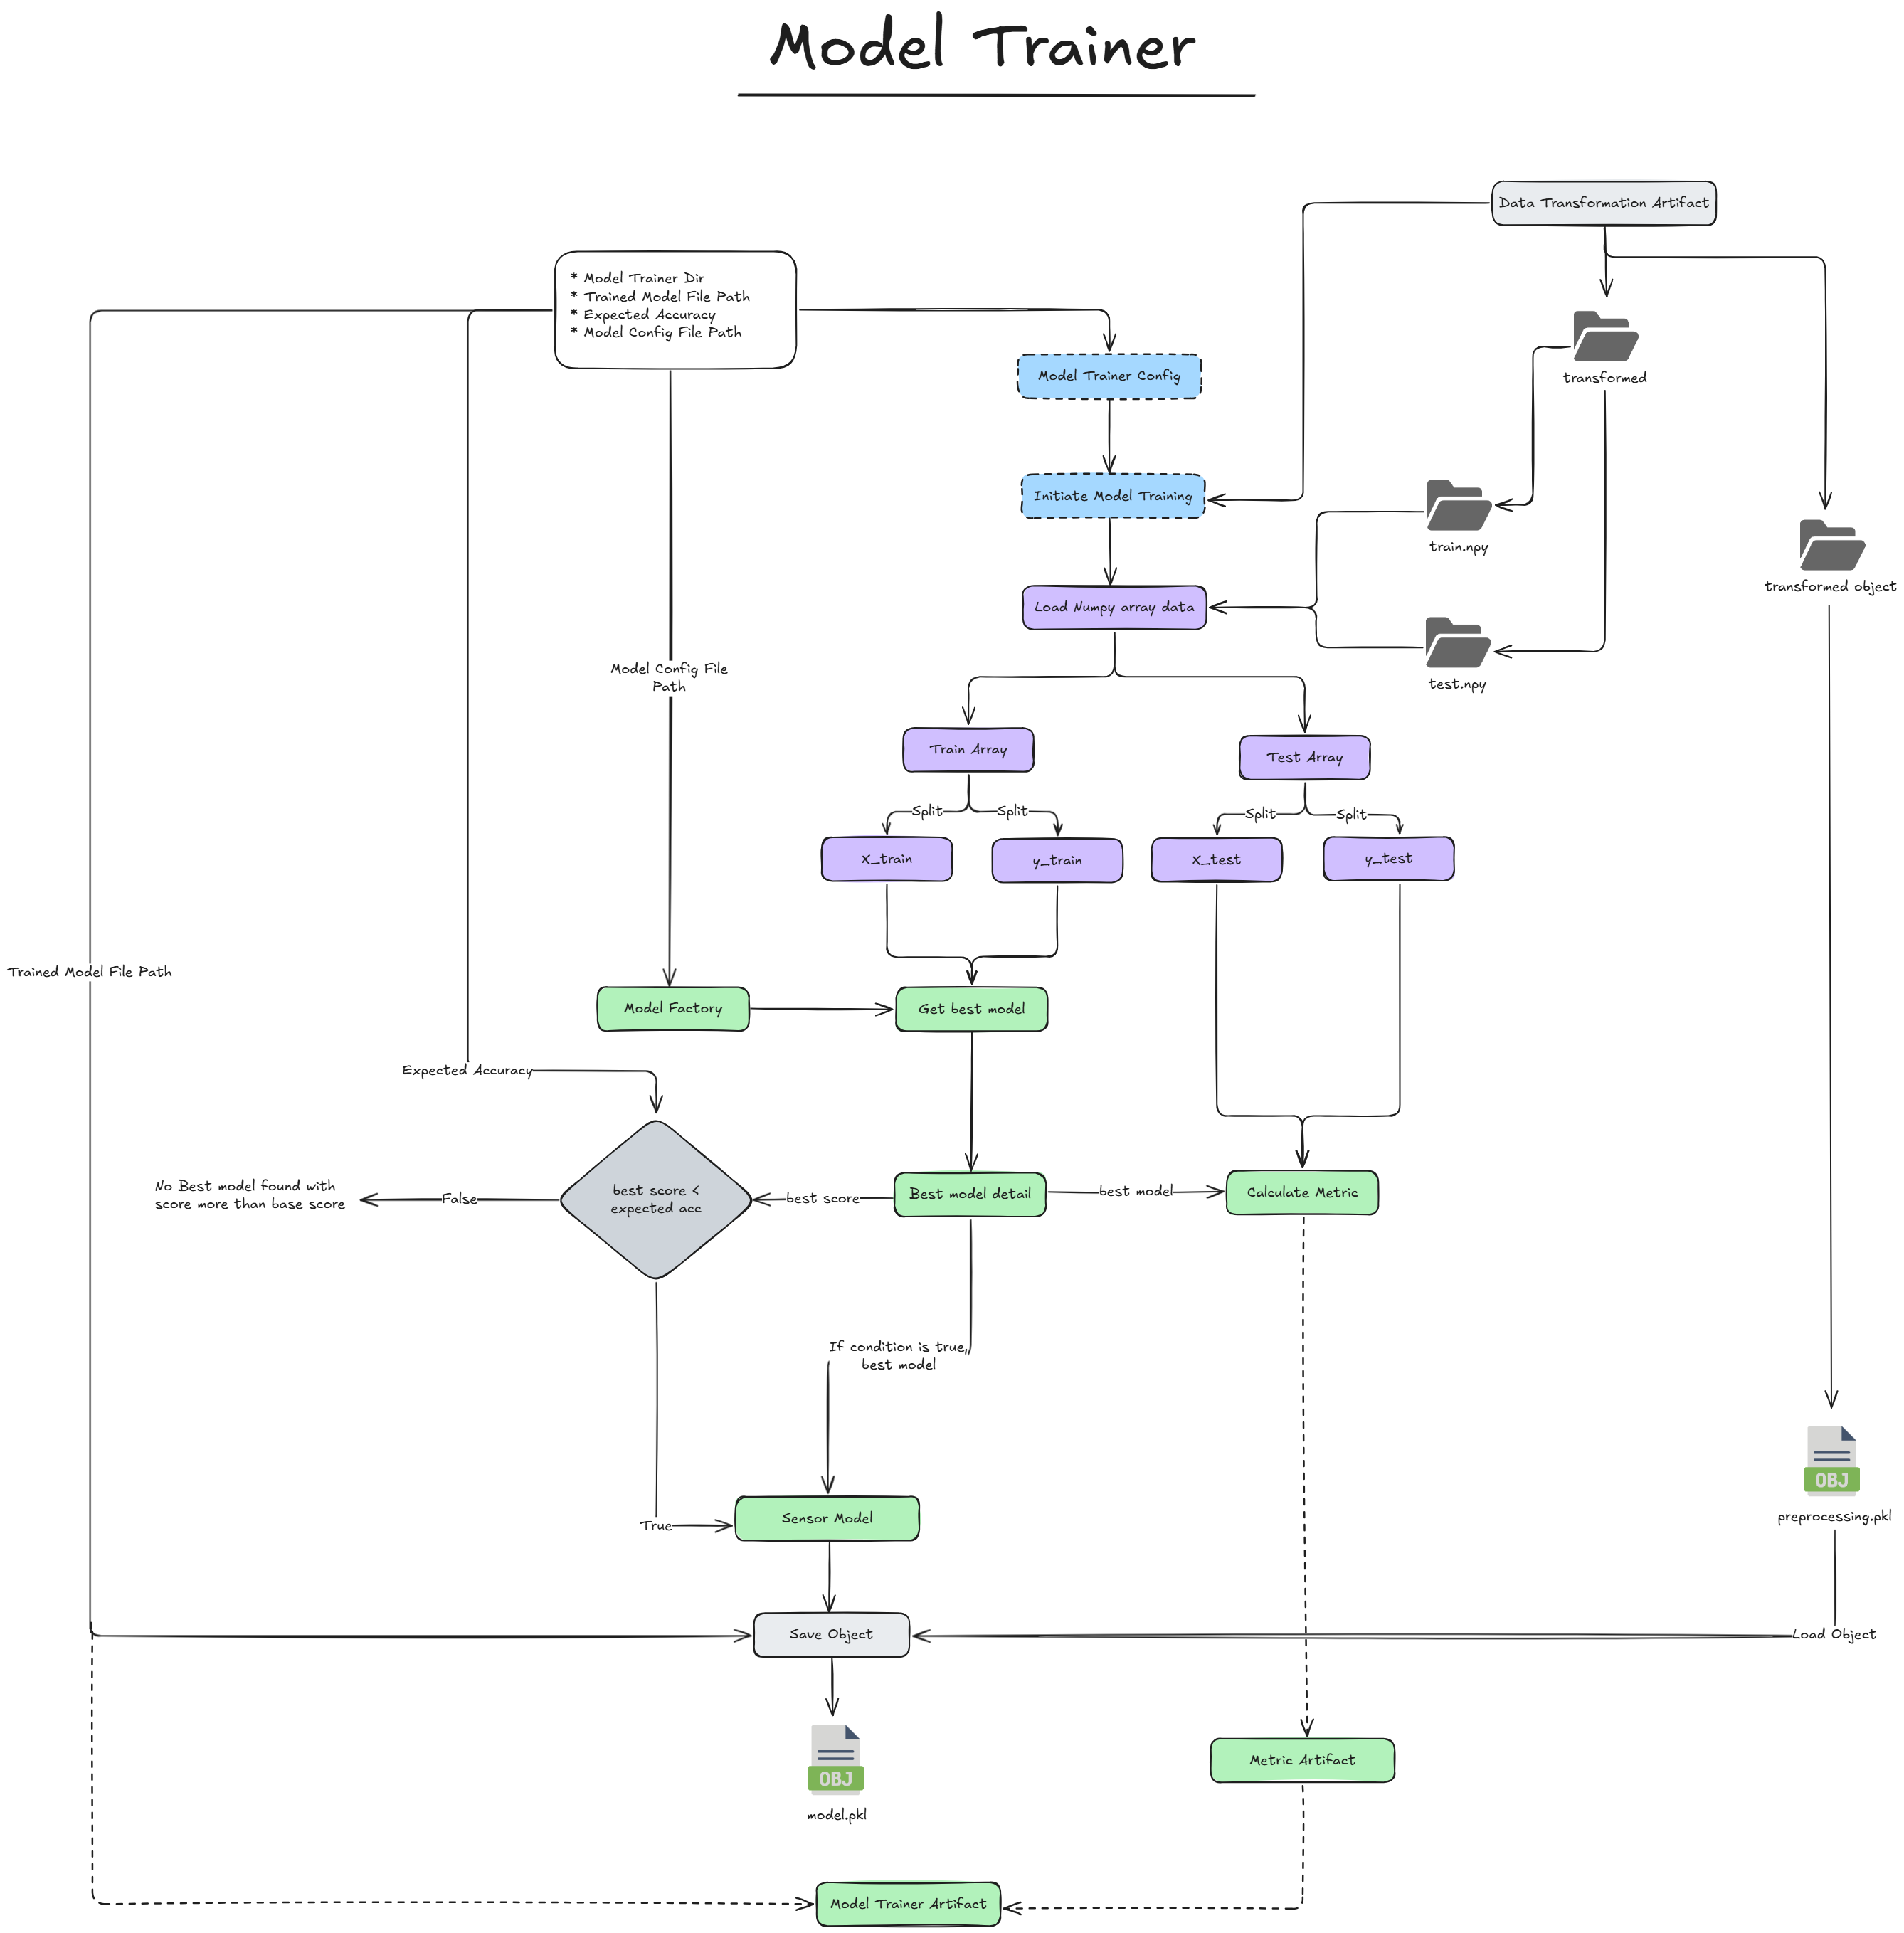 Model Trainer
Data Transformation Artifact
* Model Trainer Dir
* Trained Model File Path
* Expected Accuracy
* Model Config File Path
Model Trainer Config
transformed
Initiate Model Training
train.npy
transformed object
Load Numpy array data
Model Config File
Path
test.npy
Train Array
Test Array
Split
Split
Split
Split
X_train
y_train
X_test
y_test
Trained Model File Path
Model Factory
Get best model
Expected Accuracy
No Best model found with
score more than base score
False
best score <
expected acc
best score
Best model detail
best model
Calculate Metric
If condition is true,
best model
OBJ
preprocessing.pkl
True
Sensor Model
Save Object
Load Object
OBJ
model.pkl
Metric Artifact
Model Trainer Artifact